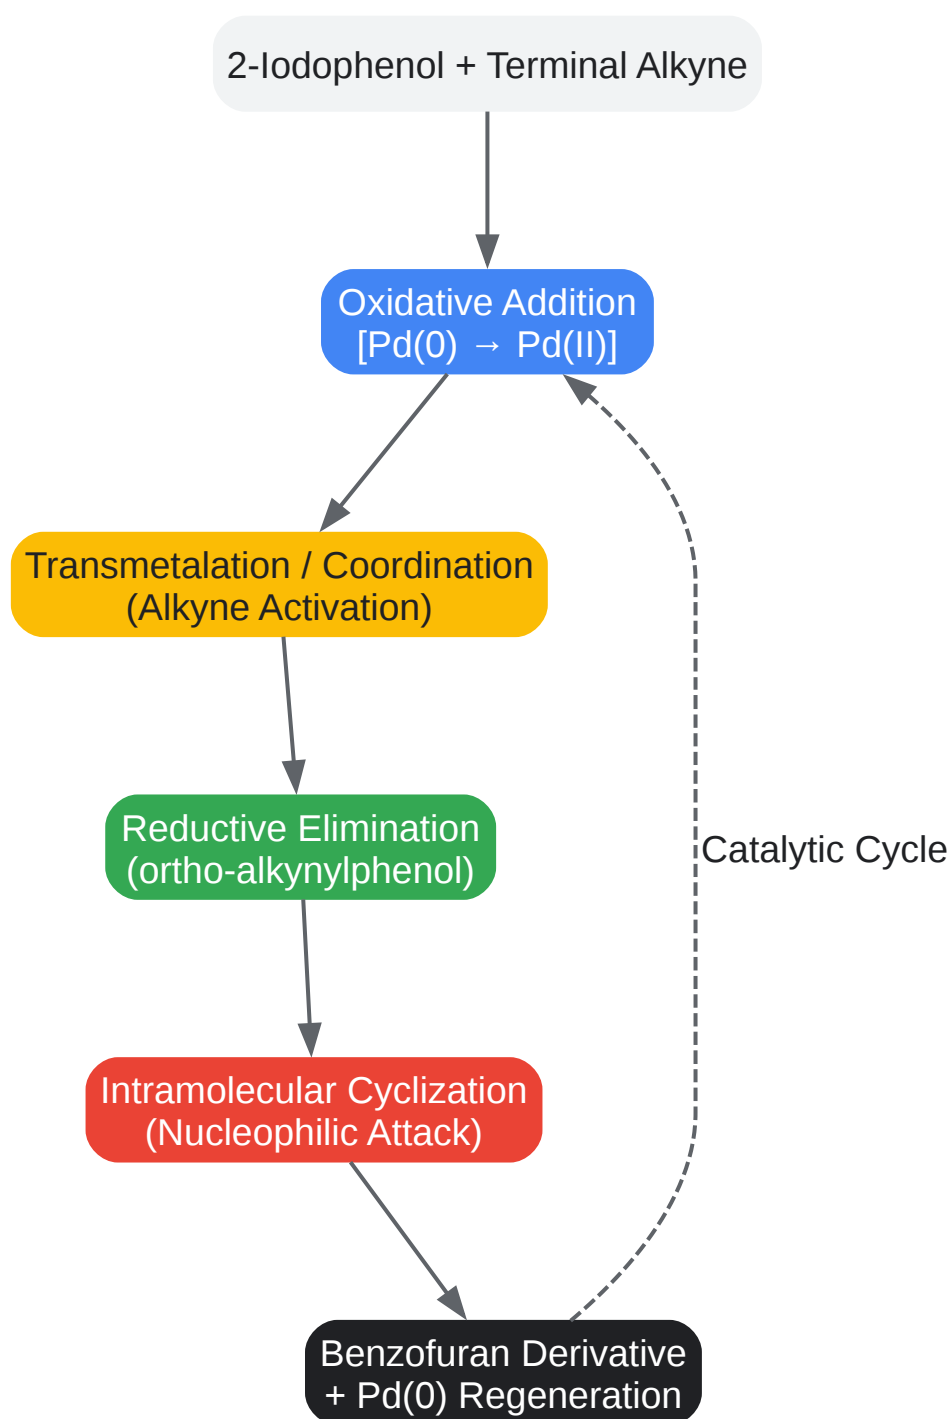 2-Iodophenol + Terminal Alkyne
Oxidative Addition
[Pd(0) → Pd(II)]
Transmetalation / Coordination
(Alkyne Activation)
Reductive Elimination
(ortho-alkynylphenol)
Catalytic Cycle
Intramolecular Cyclization
(Nucleophilic Attack)
Benzofuran Derivative
+ Pd(0) Regeneration